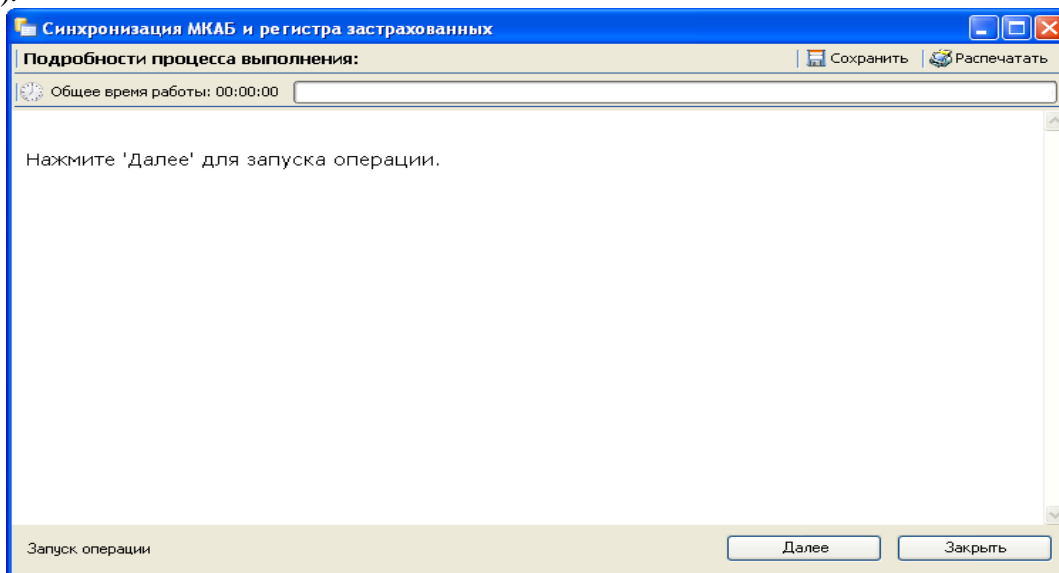 ).
Синхронизация МКАБ и регистра застрахованных
Подробности процесса выполнения: Сохранить Распечатать
Общее время работы: 00:00:00
Нажмите 'Далее' для запуска операции.
Запуск операции Далее Закрыть